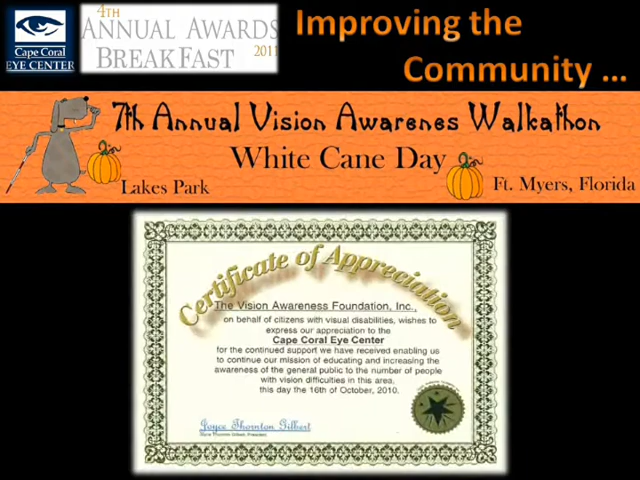 Cape Coral
EYE CENTER
4TH
ANNUAL AWARDS
BREAKFAST
2011
Improving the
Community ...
7th Annual Vision Awarenes Walkathon
White Cane Day
Lakes Park
Ft. Myers, Florida
Certificate of Appreciation
The Vision Awareness Foundation, Inc.,
on behalf of citizens with visual disabilities, wishes to
express our appreciation to the
Cape Coral Eye Center
for the continued support we have received enabling us
to continue our mission of educating and increasing the
awareness of the general public to the number of people
with vision difficulties in this area,
this day the 16th of October, 2010.
Joyce Thornton Gilbert